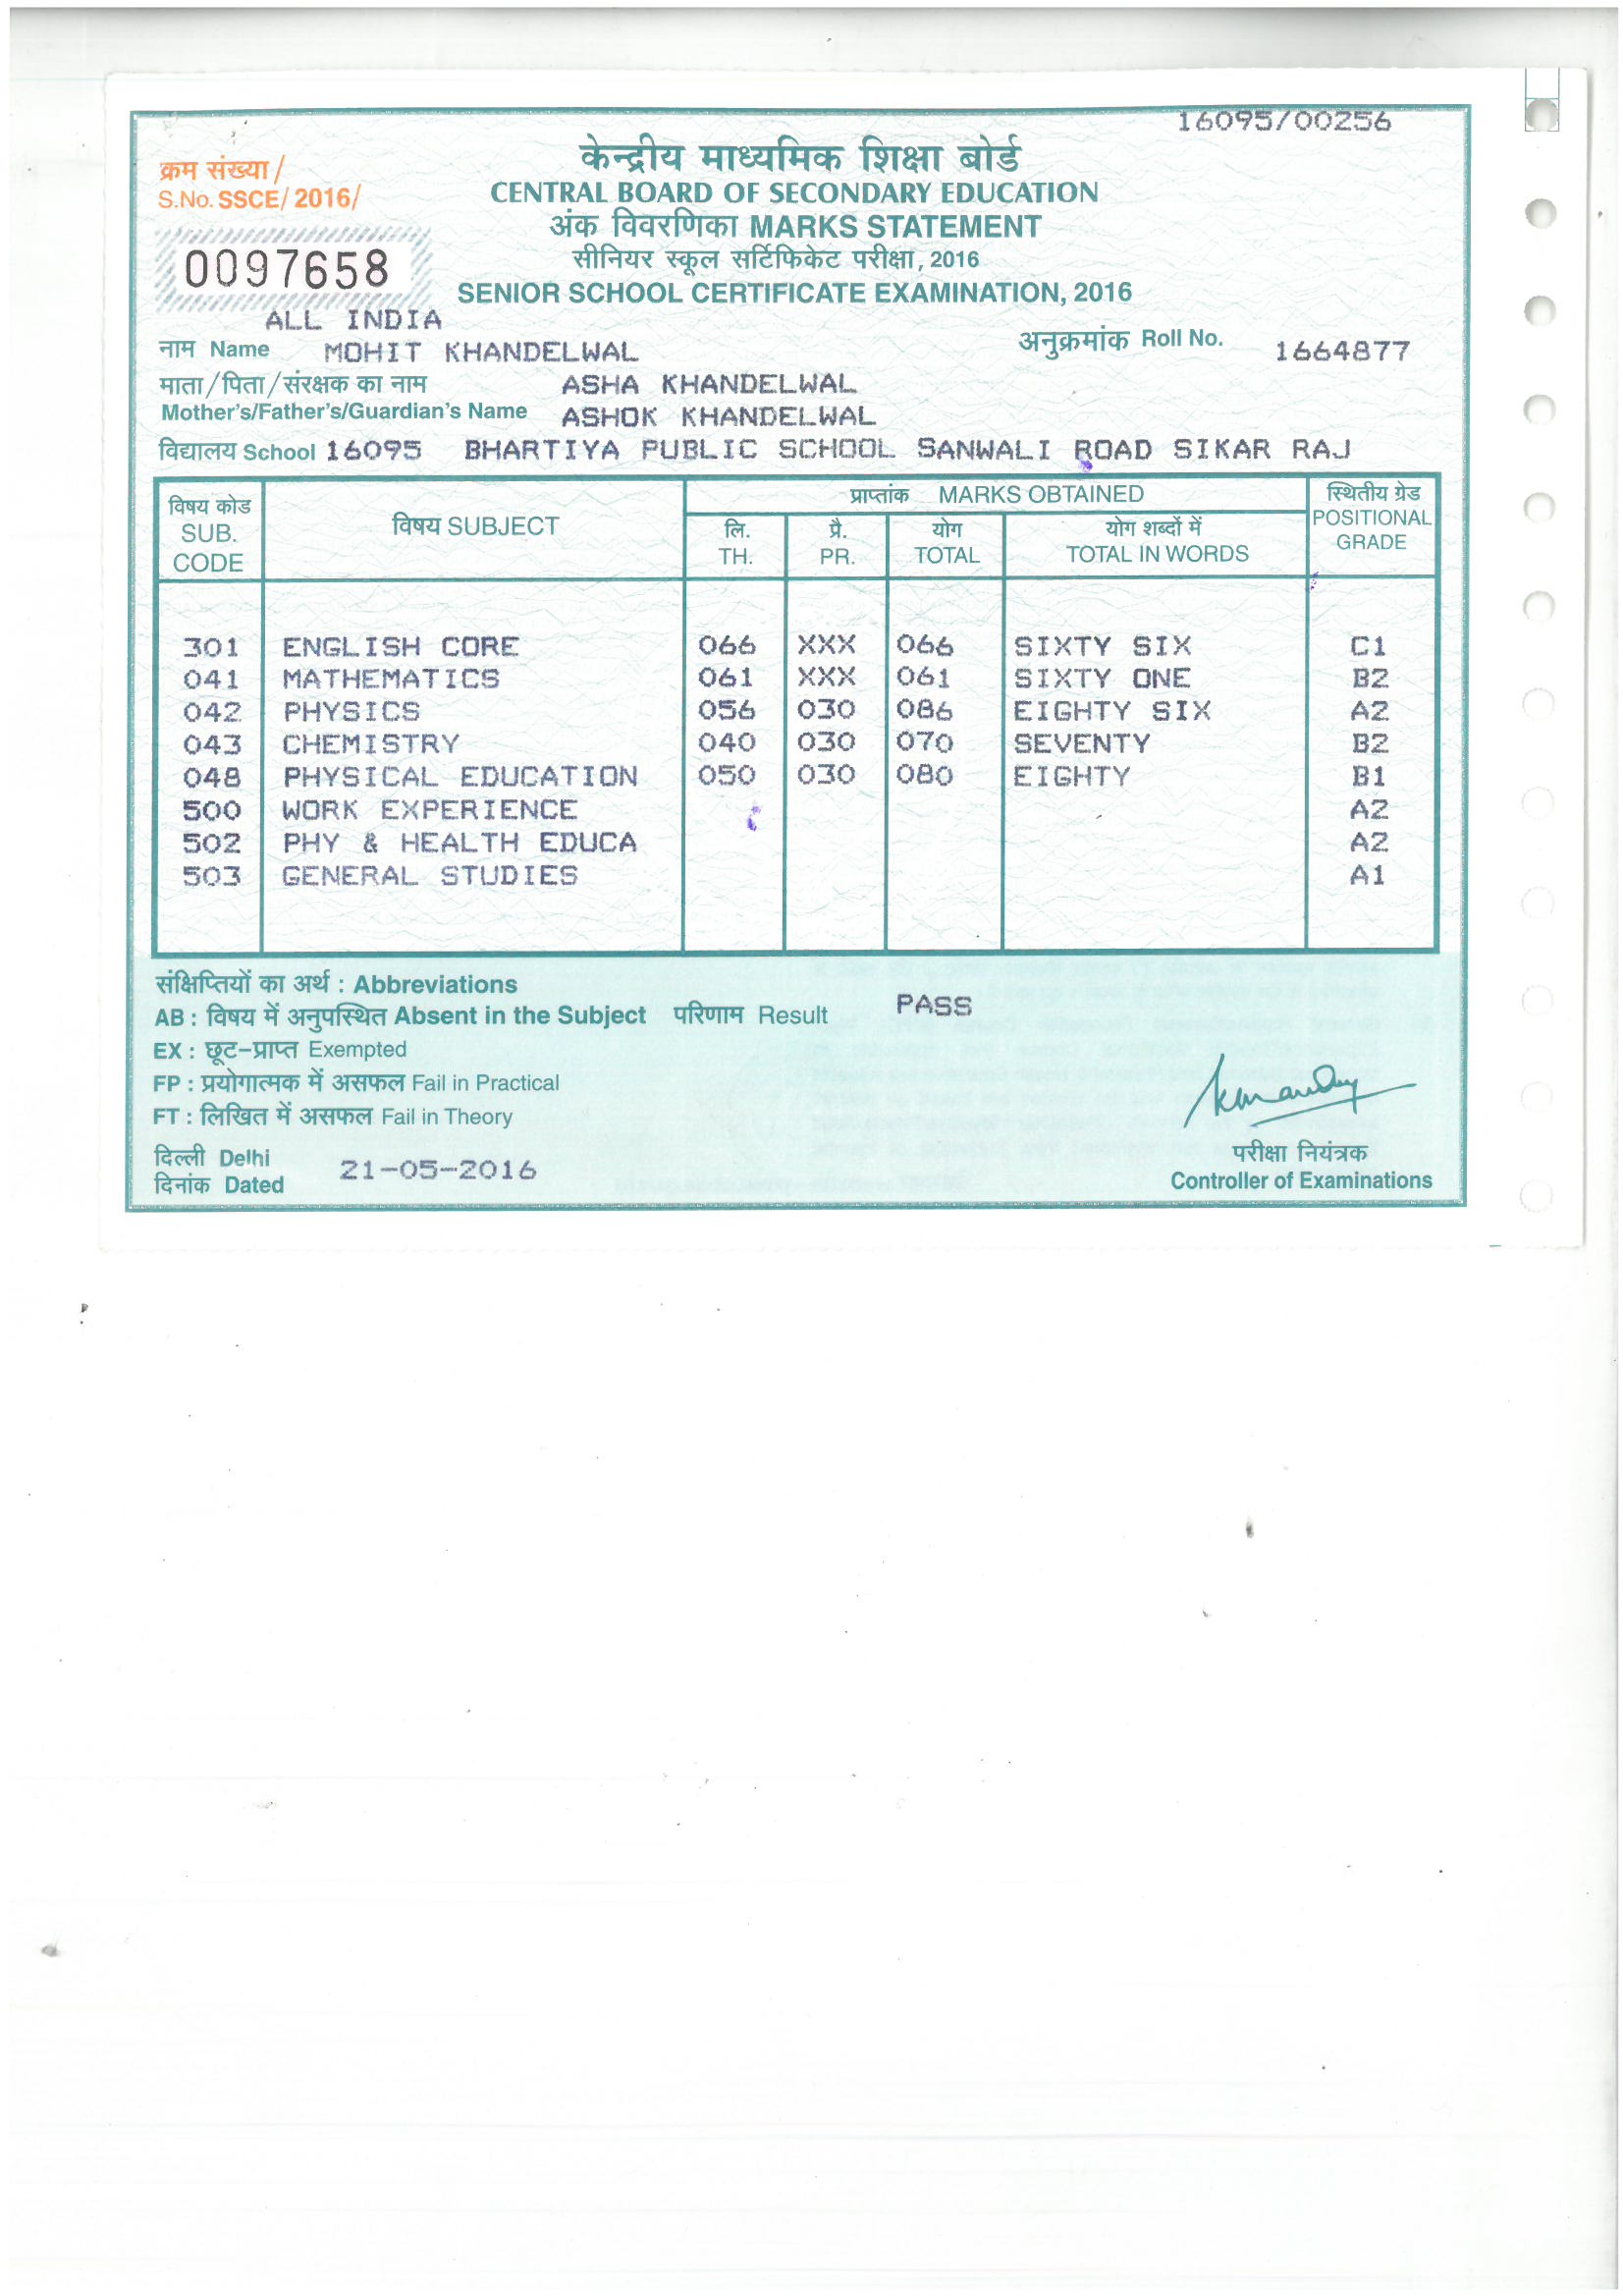 16095/00256
क्रम संख्या/
S.No. SSCE/ 2016/
0097658
केन्द्रीय माध्यमिक शिक्षा बोर्ड
CENTRAL BOARD OF SECONDARY EDUCATION
अंक विवरणिका MARKS STATEMENT
सीनियर स्कूल सर्टिफिकेट परीक्षा, 2016
SENIOR SCHOOL CERTIFICATE EXAMINATION, 2016
ALL INDIA
नाम Name MOHIT KHANDELWAL अनुक्रमांक Roll No. 1664877
माता/पिता/संरक्षक का नाम ASHA KHANDELWAL
Mother's/Father's/Guardian's Name ASHOK KHANDELWAL
विद्यालय School 16095 BHARTIYA PUBLIC SCHOOL SANWALI ROAD SIKAR RAJ
विषय कोड SUB. CODE विषय SUBJECT प्राप्तांक MARKS OBTAINED स्थितीय ग्रेड POSITIONAL GRADE
लि. TH. प्रै. PR. योग TOTAL योग शब्दों में TOTAL IN WORDS
301 ENGLISH CORE 066 XXX 066 SIXTY SIX C1
041 MATHEMATICS 061 XXX 061 SIXTY ONE B2
042 PHYSICS 056 030 086 EIGHTY SIX A2
043 CHEMISTRY 040 030 070 SEVENTY B2
048 PHYSICAL EDUCATION 050 030 080 EIGHTY B1
500 WORK EXPERIENCE A2
502 PHY & HEALTH EDUCA A2
503 GENERAL STUDIES A1
संक्षिप्तियों का अर्थ : Abbreviations
AB : विषय में अनुपस्थित Absent in the Subject परिणाम Result PASS
EX : छूट-प्राप्त Exempted
FP : प्रयोगात्मक में असफल Fail in Practical
FT : लिखित में असफल Fail in Theory
दिल्ली Delhi
दिनांक Dated 21-05-2016
परीक्षा नियंत्रक
Controller of Examinations